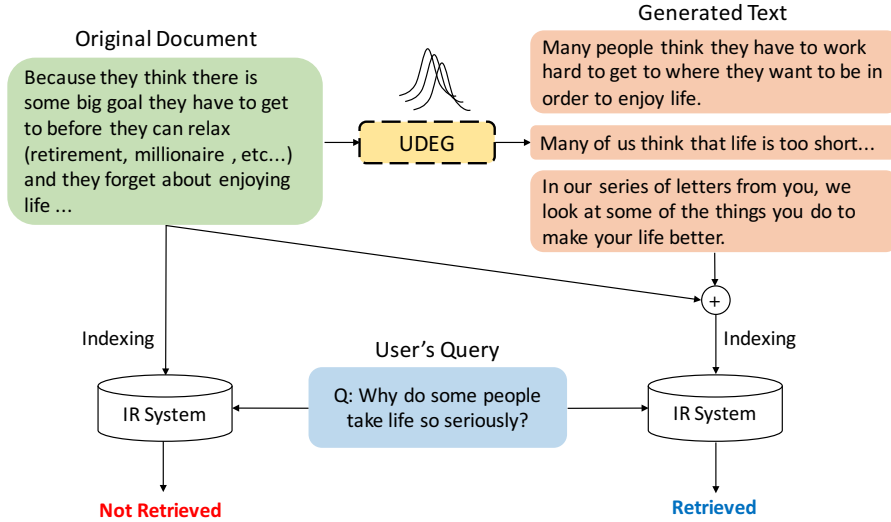 Original Document
Because they think there is
some big goal they have to get
to before they can relax
(retirement, millionaire , etc...)
and they forget about enjoying
life ...
UDEG
Generated Text
Many people think they have to work
hard to get to where they want to be in
order to enjoy life.
Many of us think that life is too short...
In our series of letters from you, we
look at some of the things you do to
make your life better.
+
Indexing
Indexing
User's Query
Q: Why do some people
take life so seriously?
IR System
IR System
Not Retrieved
Retrieved